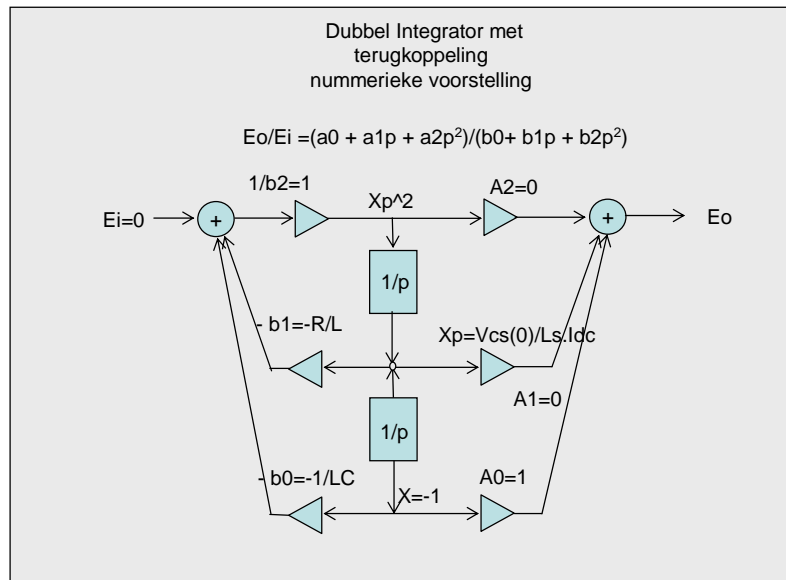 Dubbel Integrator met
terugkoppeling
nummerieke voorstelling
Eo/Ei =(a0 + a1p + a2p²)/(b0+ b1p + b2p²)
1/b2=1
Xp^2
A2=0
Ei=0
+
+
Eo
1/p
- b1=-R/L
Xp=Vcs(0)/Ls.Idc
A1=0
1/p
- b0=-1/LC
X=-1
A0=1